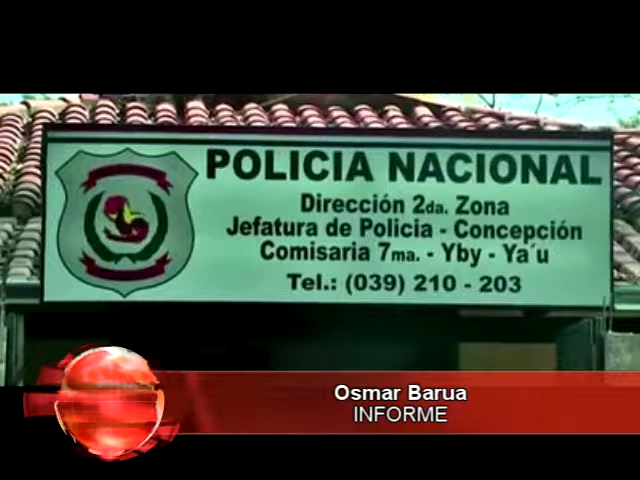 POLICIA NACIONAL
Dirección 2da. Zona
Jefatura de Policia - Concepción
Comisaria 7ma. - Yby - Ya´u
Tel.: (039) 210 - 203
Osmar Barua
INFORME